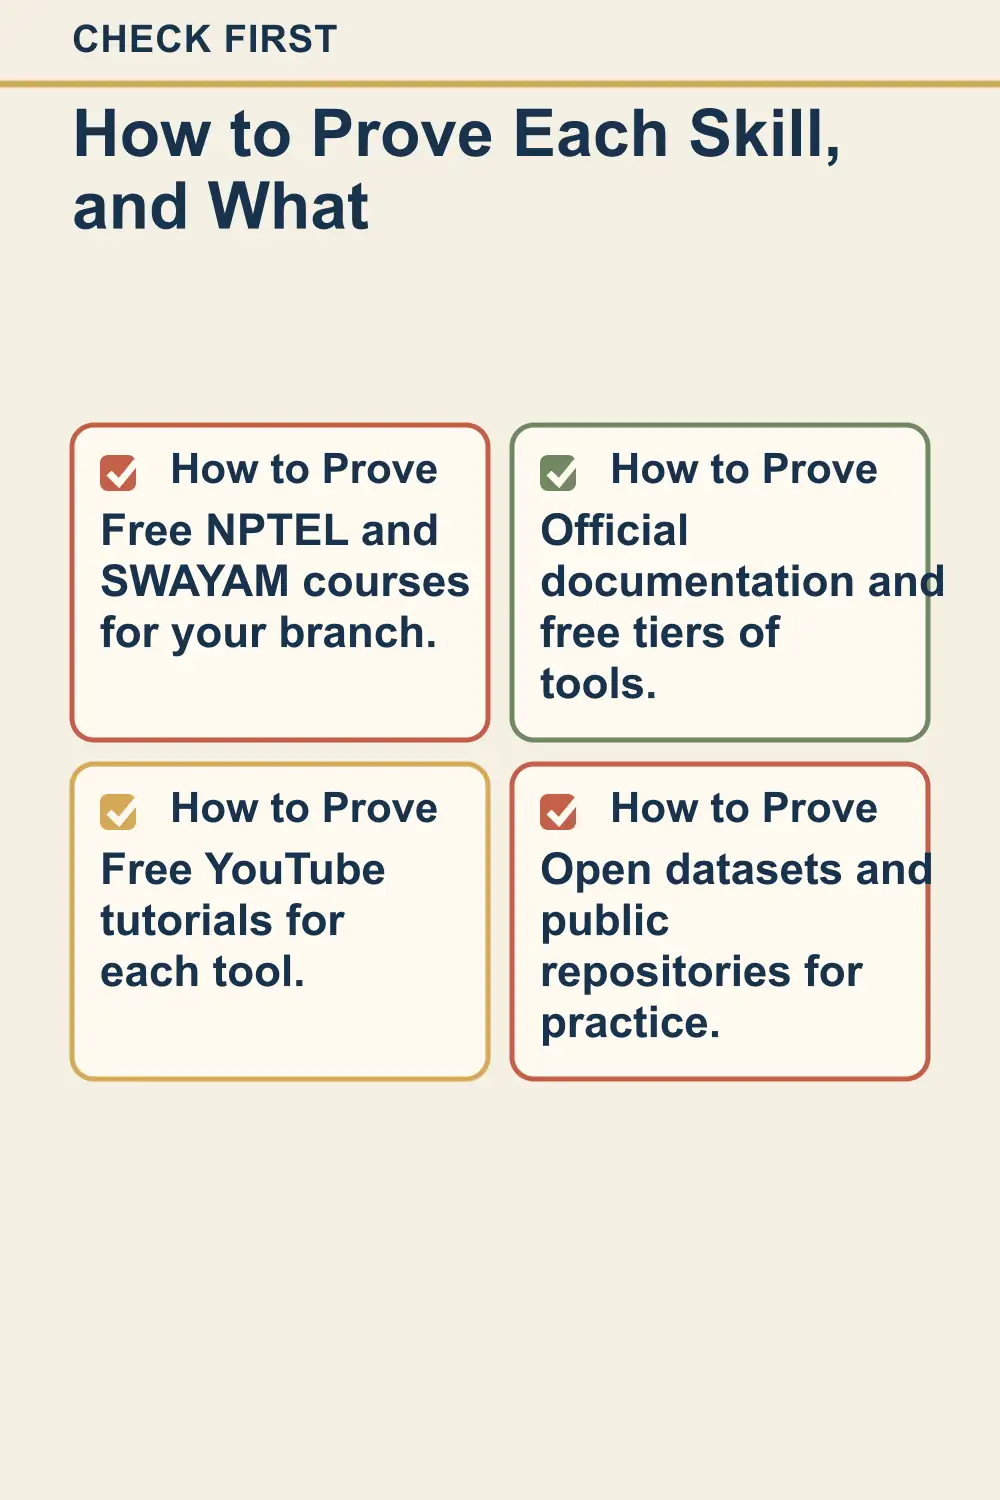 CHECK FIRST
How to Prove Each Skill,
and What
How to Prove
Free NPTEL and
SWAYAM courses
for your branch.
How to Prove
Official
documentation and
free tiers of
tools.
How to Prove
Free YouTube
tutorials for
each tool.
How to Prove
Open datasets and
public
repositories for
practice.